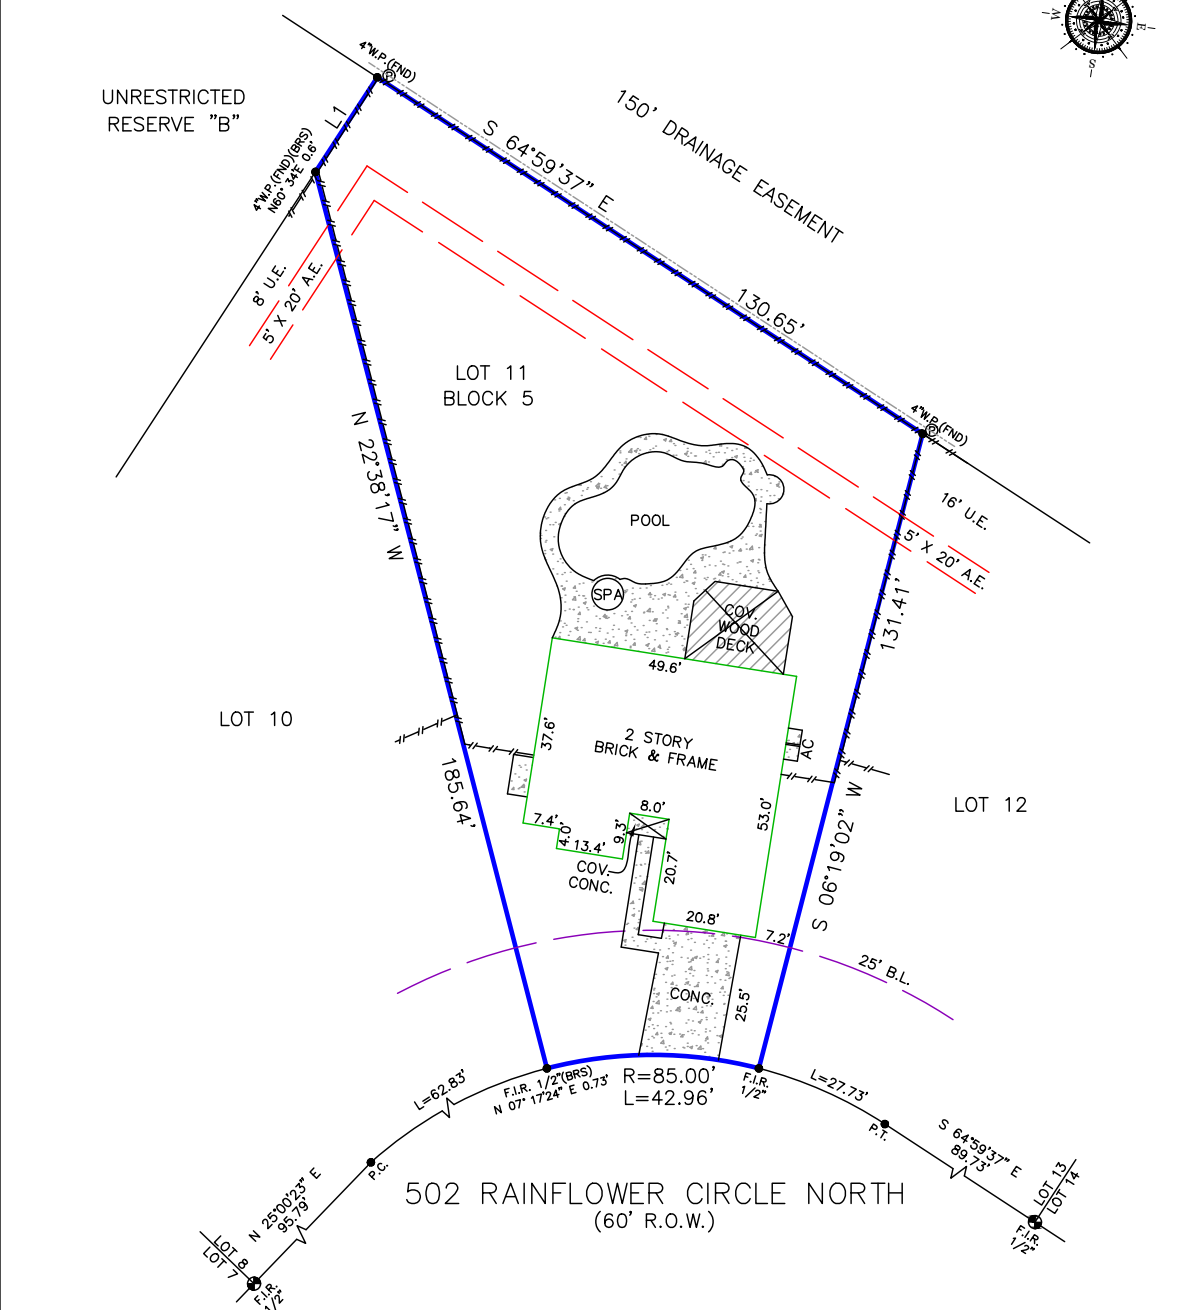 W
E
S
4"W.P.(FND)
UNRESTRICTED
RESERVE "B"
L1
4"W.P.(FND)(BRS)
N60° 34'E 0.6'
S 64°59'37" E
130.65'
150' DRAINAGE EASEMENT
8' U.E.
5' X 20' A.E.
LOT 11
BLOCK 5
4"W.P.(FND)
16' U.E.
5' X 20' A.E.
N 22°38'17" W
185.64'
POOL
SPA
COV.
WOOD
DECK
131.41'
S 06°19'02" W
49.6'
37.6'
2 STORY
BRICK & FRAME
AC
LOT 10
LOT 12
53.0'
8.0'
7.4'
4.0'
13.4'
9.3'
COV.
CONC.
20.7'
20.8'
7.2'
25' B.L.
CONC.
25.5'
F.I.R. 1/2"(BRS)
N 07° 17'24" E 0.73'
R=85.00'
L=42.96'
F.I.R.
1/2"
L=62.83'
L=27.73'
P.C.
P.T.
S 64°59'37" E
89.73'
N 25°00'23" E
95.79'
502 RAINFLOWER CIRCLE NORTH
(60' R.O.W.)
LOT 13
LOT 14
F.I.R.
1/2"
LOT 8
LOT 7
F.I.R.
1/2"